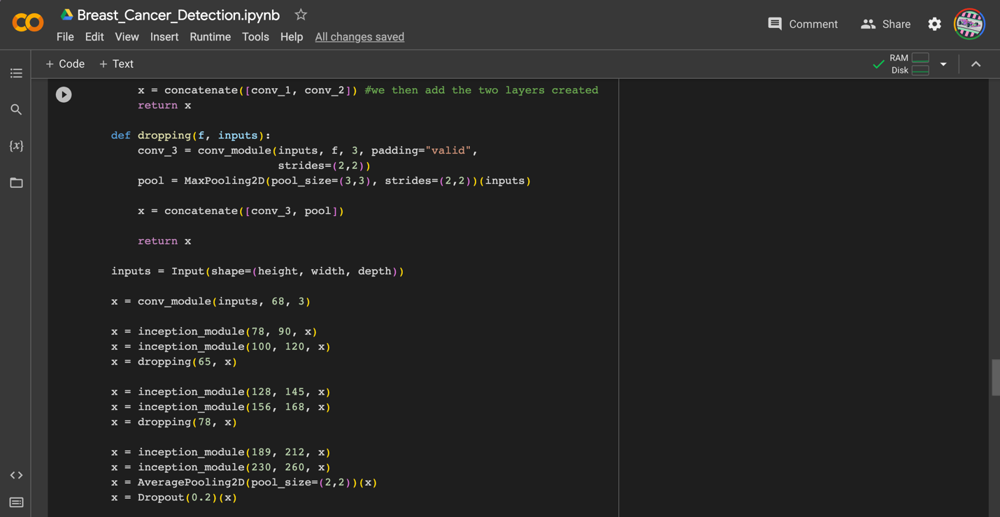 Breast_Cancer_Detection.ipynb
File Edit View Insert Runtime Tools Help All changes saved
Comment Share
+ Code + Text
RAM
Disk
{x}
x = concatenate([conv_1, conv_2]) #we then add the two layers created
return x
def dropping(f, inputs):
conv_3 = conv_module(inputs, f, 3, padding="valid",
strides=(2,2))
pool = MaxPooling2D(pool_size=(3,3), strides=(2,2))(inputs)
x = concatenate([conv_3, pool])
return x
inputs = Input(shape=(height, width, depth))
x = conv_module(inputs, 68, 3)
x = inception_module(78, 90, x)
x = inception_module(100, 120, x)
x = dropping(65, x)
x = inception_module(128, 145, x)
x = inception_module(156, 168, x)
x = dropping(78, x)
x = inception_module(189, 212, x)
x = inception_module(230, 260, x)
x = AveragePooling2D(pool_size=(2,2))(x)
x = Dropout(0.2)(x)